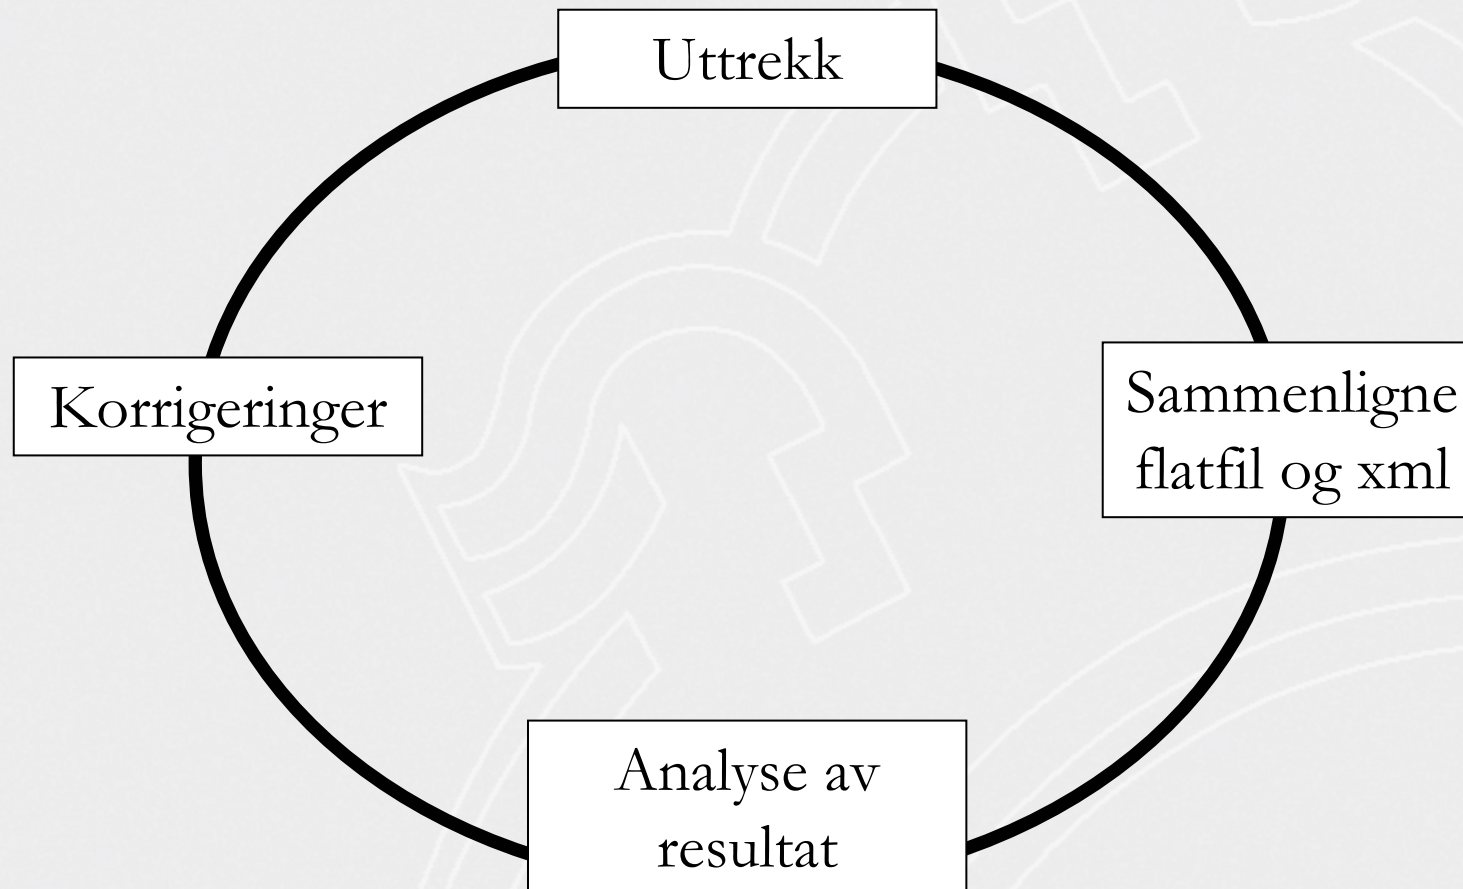 Uttrekk
Korrigeringer
Sammenligne
flatfil og xml
Analyse av
resultat